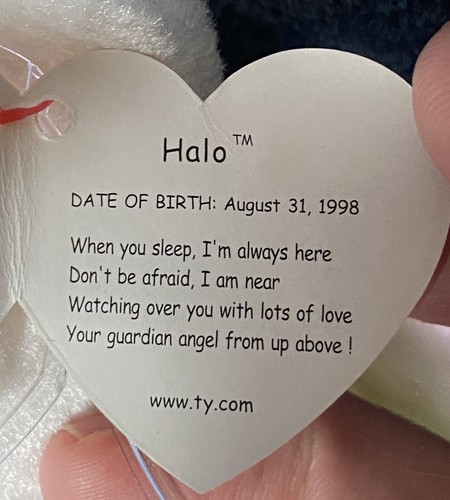 Halo™
DATE OF BIRTH: August 31, 1998
When you sleep, I'm always here
Don't be afraid, I am near
Watching over you with lots of love
Your guardian angel from up above !
www.ty.com